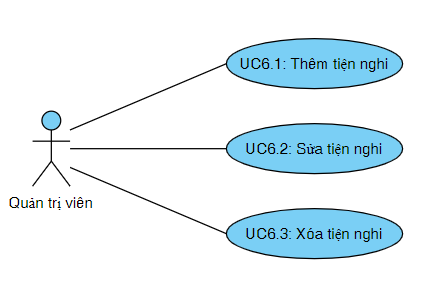 UC6.1: Thêm tiện nghi
UC6.2: Sửa tiện nghi
Quản trị viên
UC6.3: Xóa tiện nghi